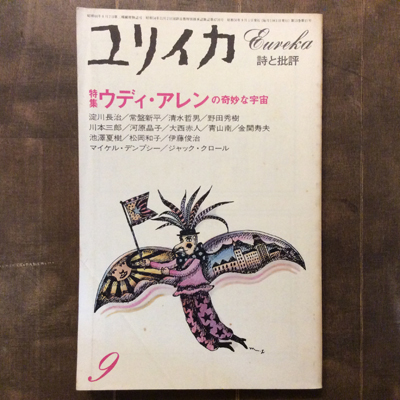 ユリイカ
Eureka
詩と批評
特集 ウディ・アレンの奇妙な宇宙
淀川長治／常盤新平／清水哲男／野田秀樹
川本三郎／河原晶子／大西赤人／青山南／金関寿夫
池澤夏樹／松岡和子／伊藤俊治
マイケル・デンプシー／ジャック・クロール
9